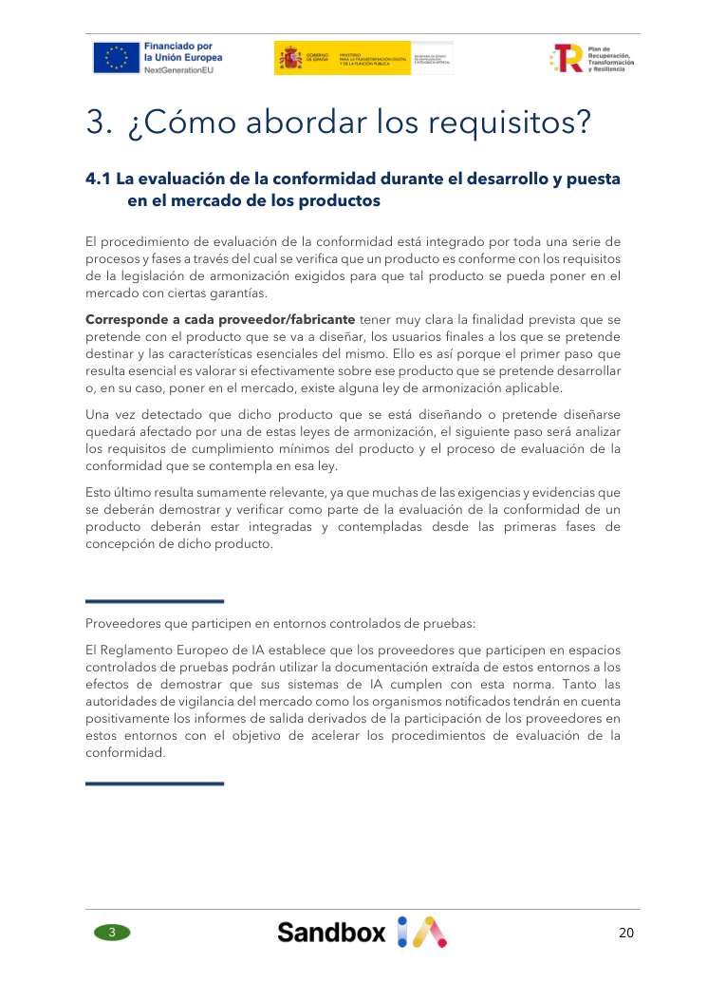 Financiado por
la Unión Europea
NextGenerationEU
GOBIERNO
DE ESPAÑA
MINISTERIO
PARA LA TRANSFORMACIÓN DIGITAL
Y DE LA FUNCIÓN PÚBLICA
SECRETARÍA DE ESTADO
DE DIGITALIZACIÓN
E INTELIGENCIA ARTIFICIAL
Plan de
Recuperación,
Transformación
y Resiliencia
3. ¿Cómo abordar los requisitos?
4.1 La evaluación de la conformidad durante el desarrollo y puesta
en el mercado de los productos
El procedimiento de evaluación de la conformidad está integrado por toda una serie de
procesos y fases a través del cual se verifica que un producto es conforme con los requisitos
de la legislación de armonización exigidos para que tal producto se pueda poner en el
mercado con ciertas garantías.
Corresponde a cada proveedor/fabricante tener muy clara la finalidad prevista que se
pretende con el producto que se va a diseñar, los usuarios finales a los que se pretende
destinar y las características esenciales del mismo. Ello es así porque el primer paso que
resulta esencial es valorar si efectivamente sobre ese producto que se pretende desarrollar
o, en su caso, poner en el mercado, existe alguna ley de armonización aplicable.
Una vez detectado que dicho producto que se está diseñando o pretende diseñarse
quedará afectado por una de estas leyes de armonización, el siguiente paso será analizar
los requisitos de cumplimiento mínimos del producto y el proceso de evaluación de la
conformidad que se contempla en esa ley.
Esto último resulta sumamente relevante, ya que muchas de las exigencias y evidencias que
se deberán demostrar y verificar como parte de la evaluación de la conformidad de un
producto deberán estar integradas y contempladas desde las primeras fases de
concepción de dicho producto.
Proveedores que participen en entornos controlados de pruebas:
El Reglamento Europeo de IA establece que los proveedores que participen en espacios
controlados de pruebas podrán utilizar la documentación extraída de estos entornos a los
efectos de demostrar que sus sistemas de IA cumplen con esta norma. Tanto las
autoridades de vigilancia del mercado como los organismos notificados tendrán en cuenta
positivamente los informes de salida derivados de la participación de los proveedores en
estos entornos con el objetivo de acelerar los procedimientos de evaluación de la
conformidad.
3
Sandbox IA
20